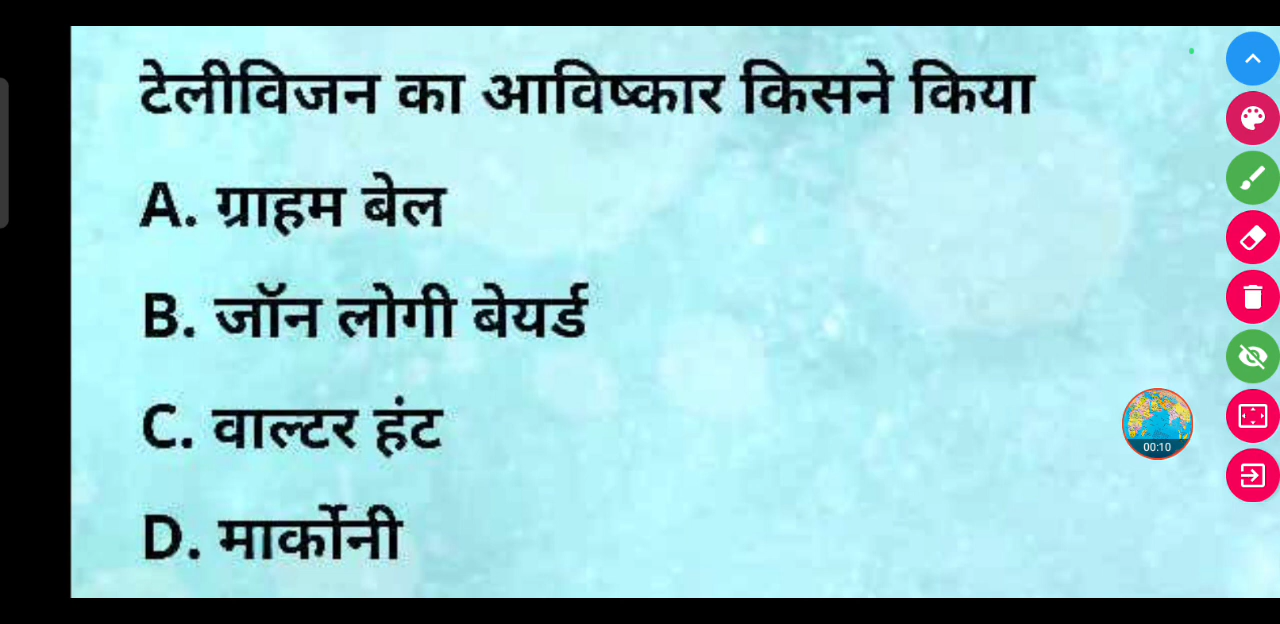 टेलीविजन का आविष्कार किसने किया
A. ग्राहम बेल
B. जॉन लोगी बेयर्ड
C. वाल्टर हंट
D. मार्कोनी
00:10